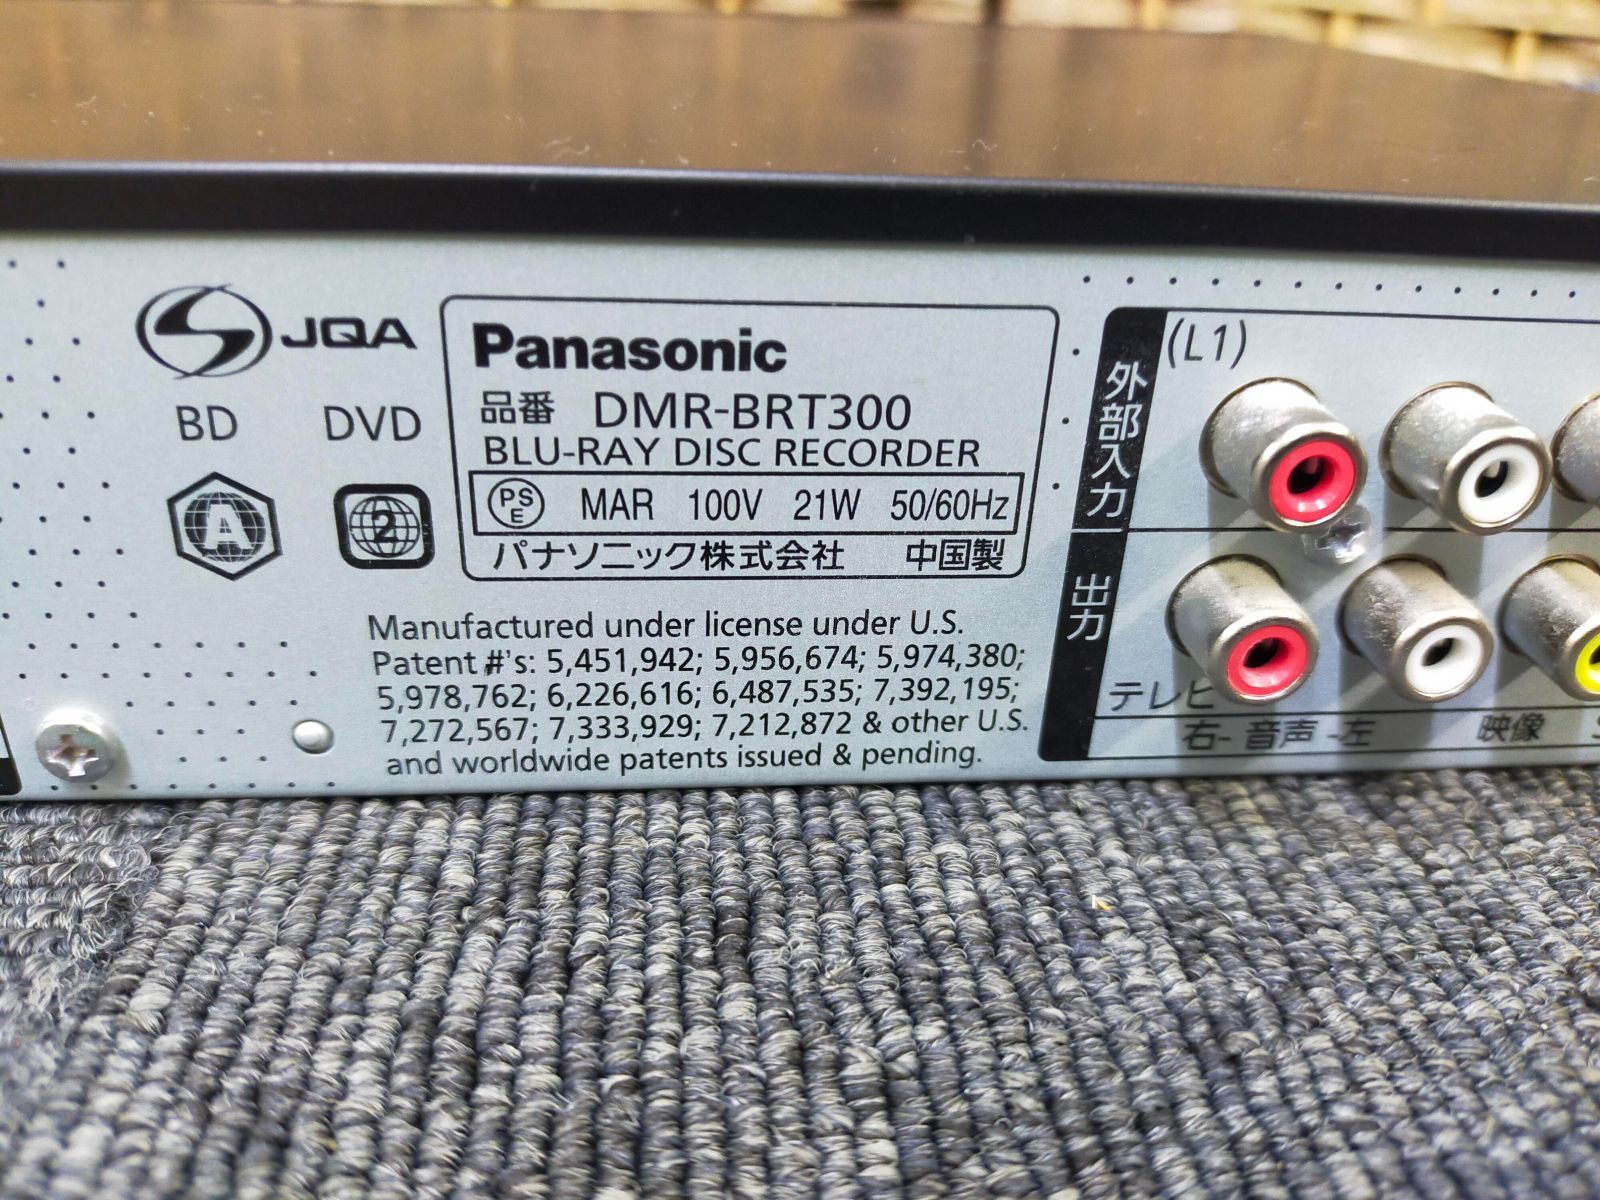 JQA
BD DVD
A 2
Panasonic
品番 DMR-BRT300
BLU-RAY DISC RECORDER
PSE MAR 100V 21W 50/60Hz
パナソニック株式会社 中国製
Manufactured under license under U.S.
Patent #'s: 5,451,942; 5,956,674; 5,974,380;
5,978,762; 6,226,616; 6,487,535; 7,392,195;
7,272,567; 7,333,929; 7,212,872 & other U.S.
and worldwide patents issued & pending.
(L1)
外部入力
出力
テレビ
右- 音声 -左 映像